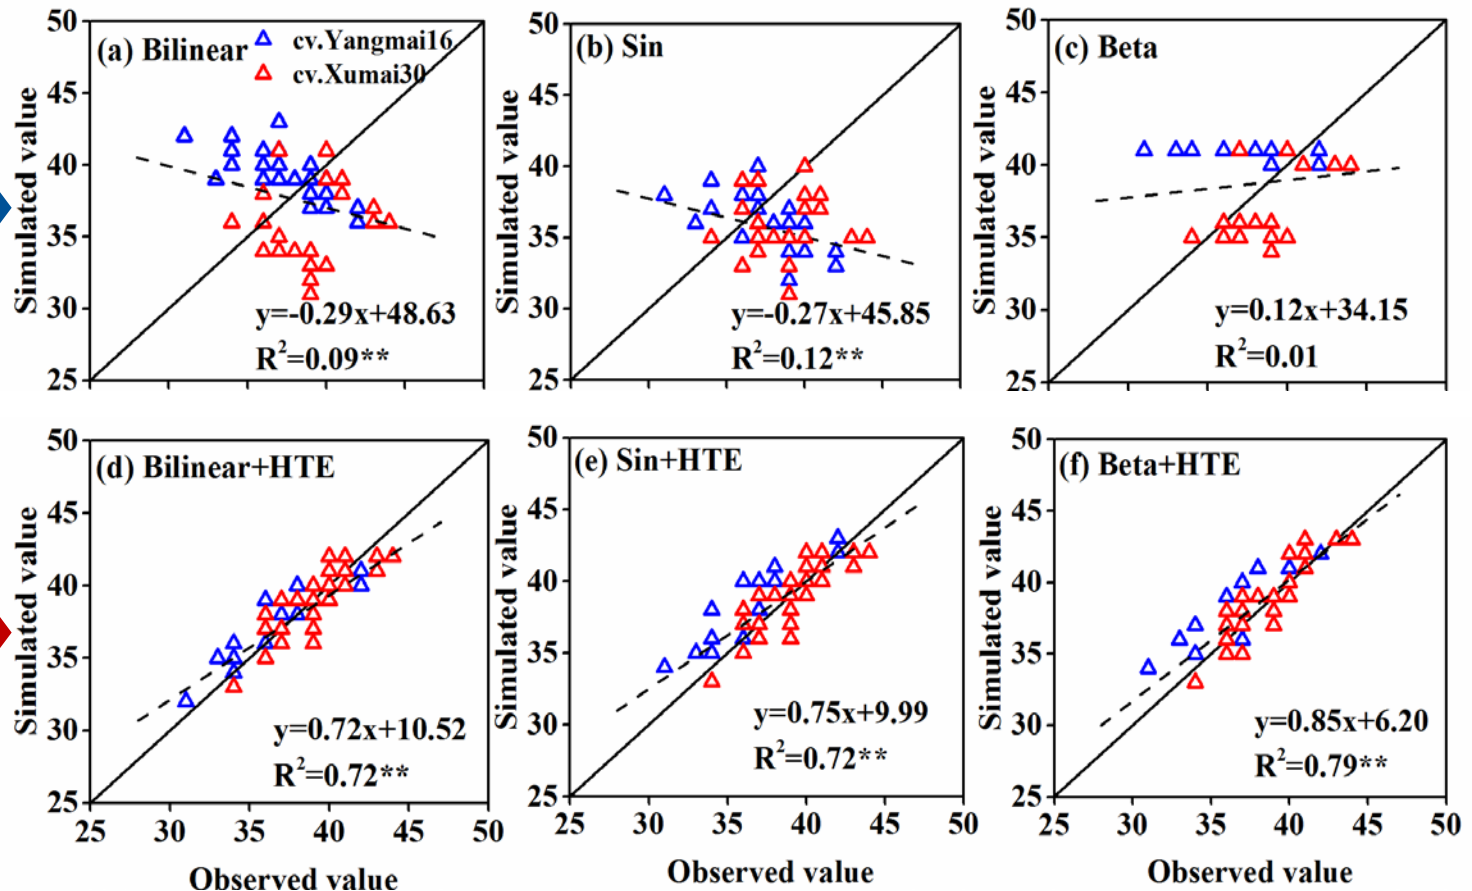 (a) Bilinear
cv.Yangmai16
cv.Xumai30
Simulated value
50
45
40
35
30
25
y=-0.29x+48.63
R²=0.09**
(b) Sin
Simulated value
50
45
40
35
30
25
y=-0.27x+45.85
R²=0.12**
(c) Beta
Simulated value
50
45
40
35
30
25
y=0.12x+34.15
R²=0.01
(d) Bilinear+HTE
Simulated value
50
45
40
35
30
25
y=0.72x+10.52
R²=0.72**
25 30 35 40 45 50
Observed value
(e) Sin+HTE
Simulated value
50
45
40
35
30
25
y=0.75x+9.99
R²=0.72**
25 30 35 40 45 50
Observed value
(f) Beta+HTE
Simulated value
50
45
40
35
30
25
y=0.85x+6.20
R²=0.79**
25 30 35 40 45 50
Observed value